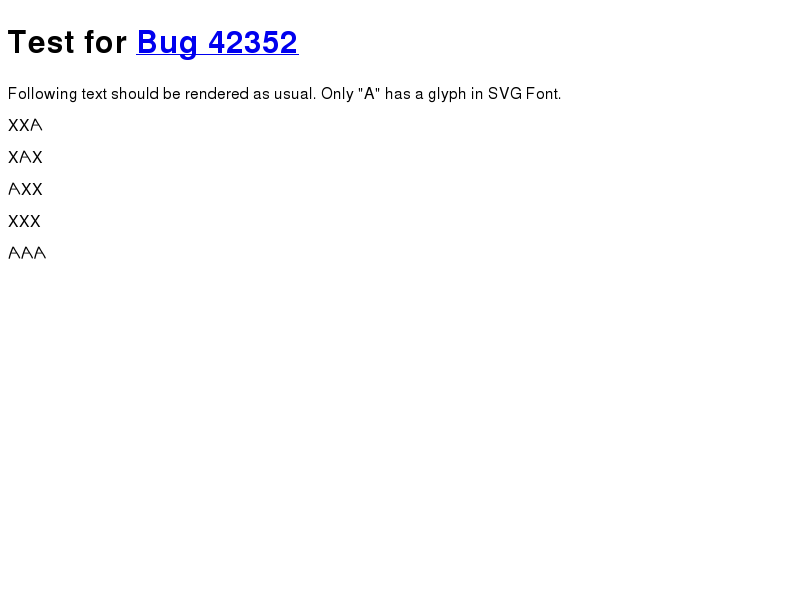 Test for Bug 42352
Following text should be rendered as usual. Only "A" has a glyph in SVG Font.
XXA
XAX
AXX
XXX
AAA